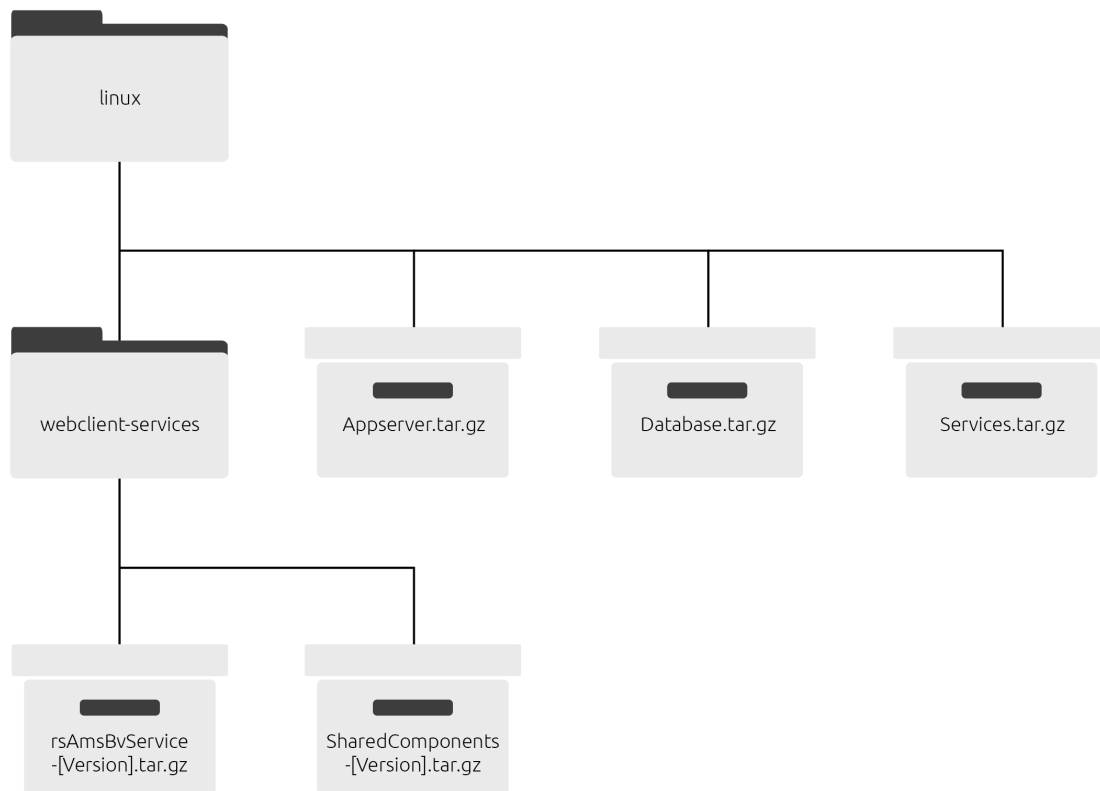 linux
webclient-services
Appserver.tar.gz
Database.tar.gz
Services.tar.gz
rsAmsBvService
-[Version].tar.gz
SharedComponents
-[Version].tar.gz